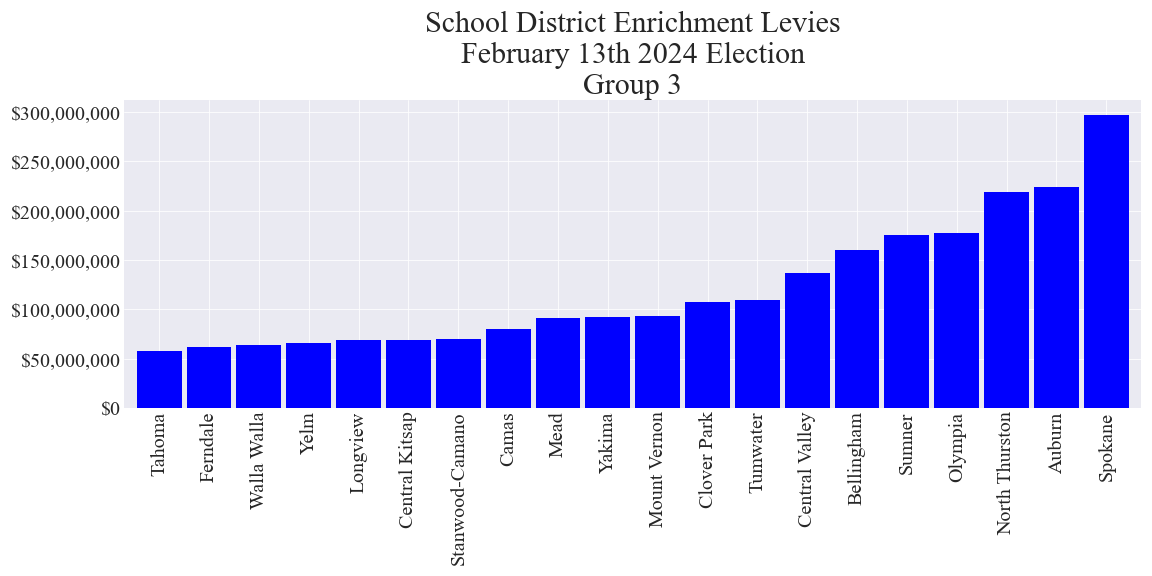 School District Enrichment Levies
February 13th 2024 Election
Group 3
$300,000,000
$250,000,000
$200,000,000
$150,000,000
$100,000,000
$50,000,000
$0
Tahoma
Ferndale
Walla Walla
Yelm
Longview
Central Kitsap
Stanwood-Camano
Camas
Mead
Yakima
Mount Vernon
Clover Park
Tumwater
Central Valley
Bellingham
Sumner
Olympia
North Thurston
Auburn
Spokane